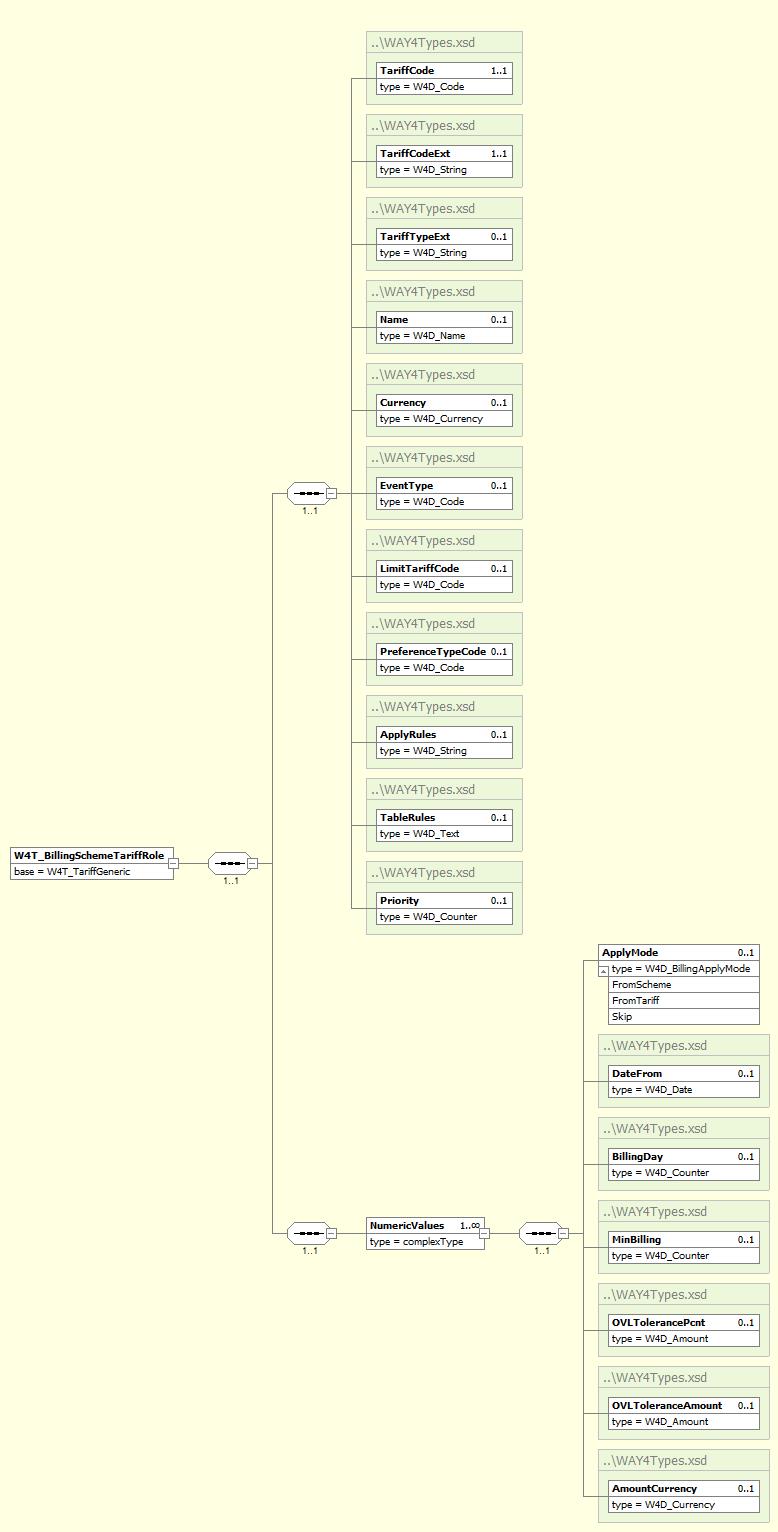 ..\WAY4Types.xsd
TariffCode 1..1
type = W4D_Code
..\WAY4Types.xsd
TariffCodeExt 1..1
type = W4D_String
..\WAY4Types.xsd
TariffTypeExt 0..1
type = W4D_String
..\WAY4Types.xsd
Name 0..1
type = W4D_Name
..\WAY4Types.xsd
Currency 0..1
type = W4D_Currency
..\WAY4Types.xsd
EventType 0..1
type = W4D_Code
1..1
..\WAY4Types.xsd
LimitTariffCode 0..1
type = W4D_Code
..\WAY4Types.xsd
PreferenceTypeCode 0..1
type = W4D_Code
..\WAY4Types.xsd
ApplyRules 0..1
type = W4D_String
..\WAY4Types.xsd
TableRules 0..1
type = W4D_Text
W4T_BillingSchemeTariffRole
base = W4T_TariffGeneric
1..1
..\WAY4Types.xsd
Priority 0..1
type = W4D_Counter
ApplyMode 0..1
type = W4D_BillingApplyMode
FromScheme
FromTariff
Skip
..\WAY4Types.xsd
DateFrom 0..1
type = W4D_Date
..\WAY4Types.xsd
BillingDay 0..1
type = W4D_Counter
1..1
NumericValues 1..∞
type = complexType
1..1
..\WAY4Types.xsd
MinBilling 0..1
type = W4D_Counter
..\WAY4Types.xsd
OVLTolerancePcnt 0..1
type = W4D_Amount
..\WAY4Types.xsd
OVLToleranceAmount 0..1
type = W4D_Amount
..\WAY4Types.xsd
AmountCurrency 0..1
type = W4D_Currency